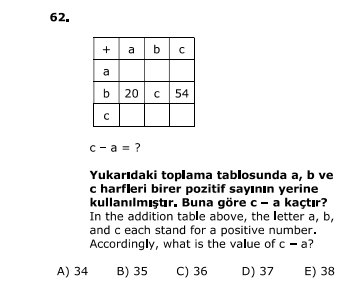 62.
+ a b c
a
b 20 c 54
c
c – a = ?
Yukarıdaki toplama tablosunda a, b ve
c harfleri birer pozitif sayının yerine
kullanılmıştır. Buna göre c – a kaçtır?
In the addition table above, the letter a, b,
and c each stand for a positive number.
Accordingly, what is the value of c – a?
A) 34 B) 35 C) 36 D) 37 E) 38